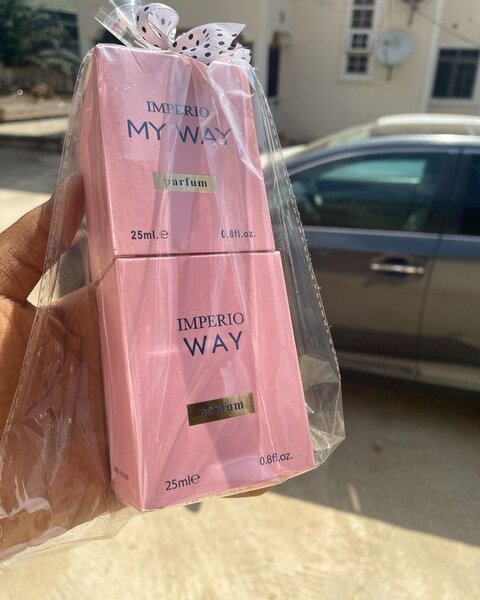 IMPERIO
MY WAY
parfum
25ml.℮ 0.8fl.oz.
IMPERIO
WAY
parfum
25ml℮ 0.8fl.oz.